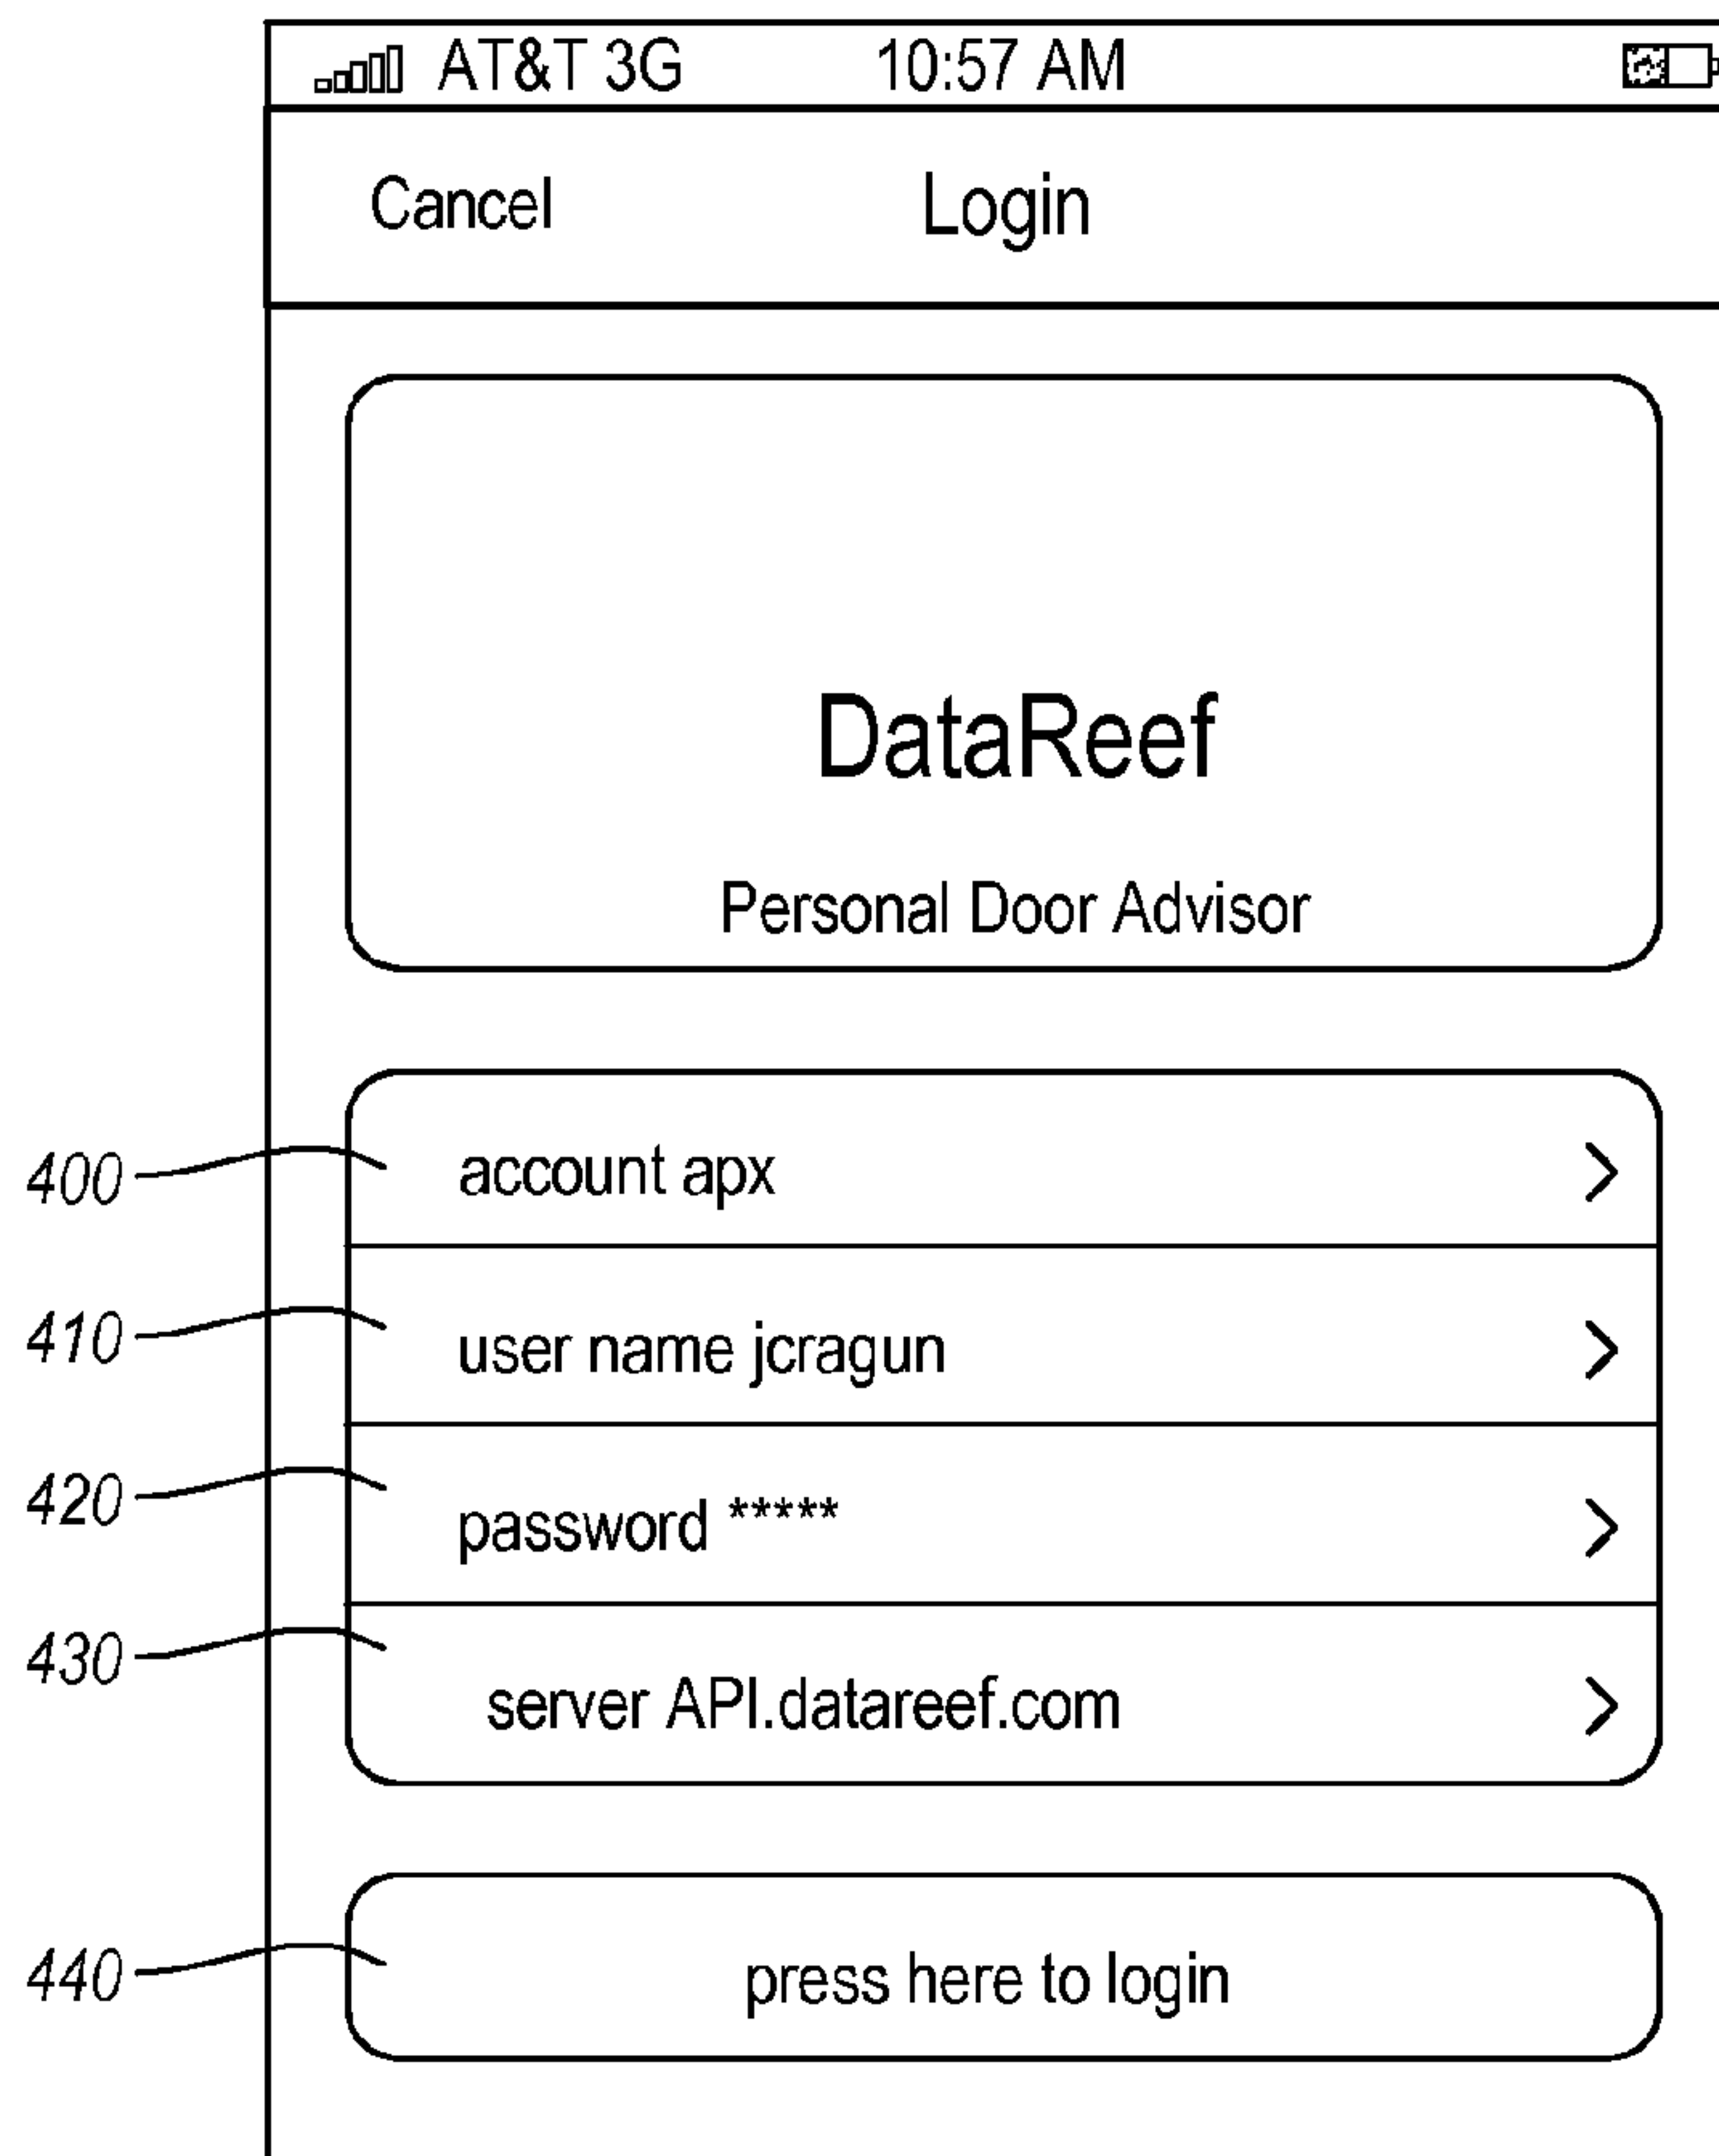 AT&T 3G 10:57 AM
Cancel Login
DataReef
Personal Door Advisor
400 account apx >
410 user name jcragun >
420 password ***** >
430 server API.datareef.com >
440 press here to login